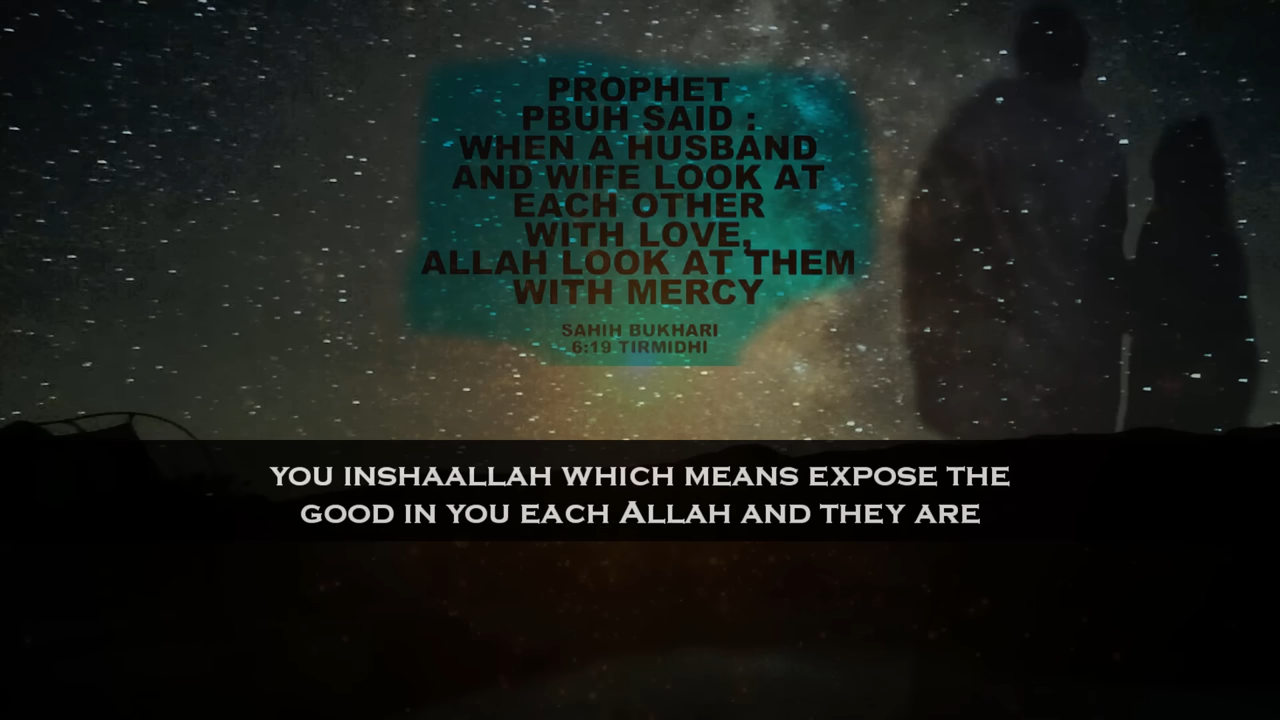 PROPHET
PBUH SAID :
WHEN A HUSBAND
AND WIFE LOOK AT
EACH OTHER
WITH LOVE,
ALLAH LOOK AT THEM
WITH MERCY
SAHIH BUKHARI
6:19 TIRMIDHI
YOU INSHAALLAH WHICH MEANS EXPOSE THE
GOOD IN YOU EACH ALLAH AND THEY ARE